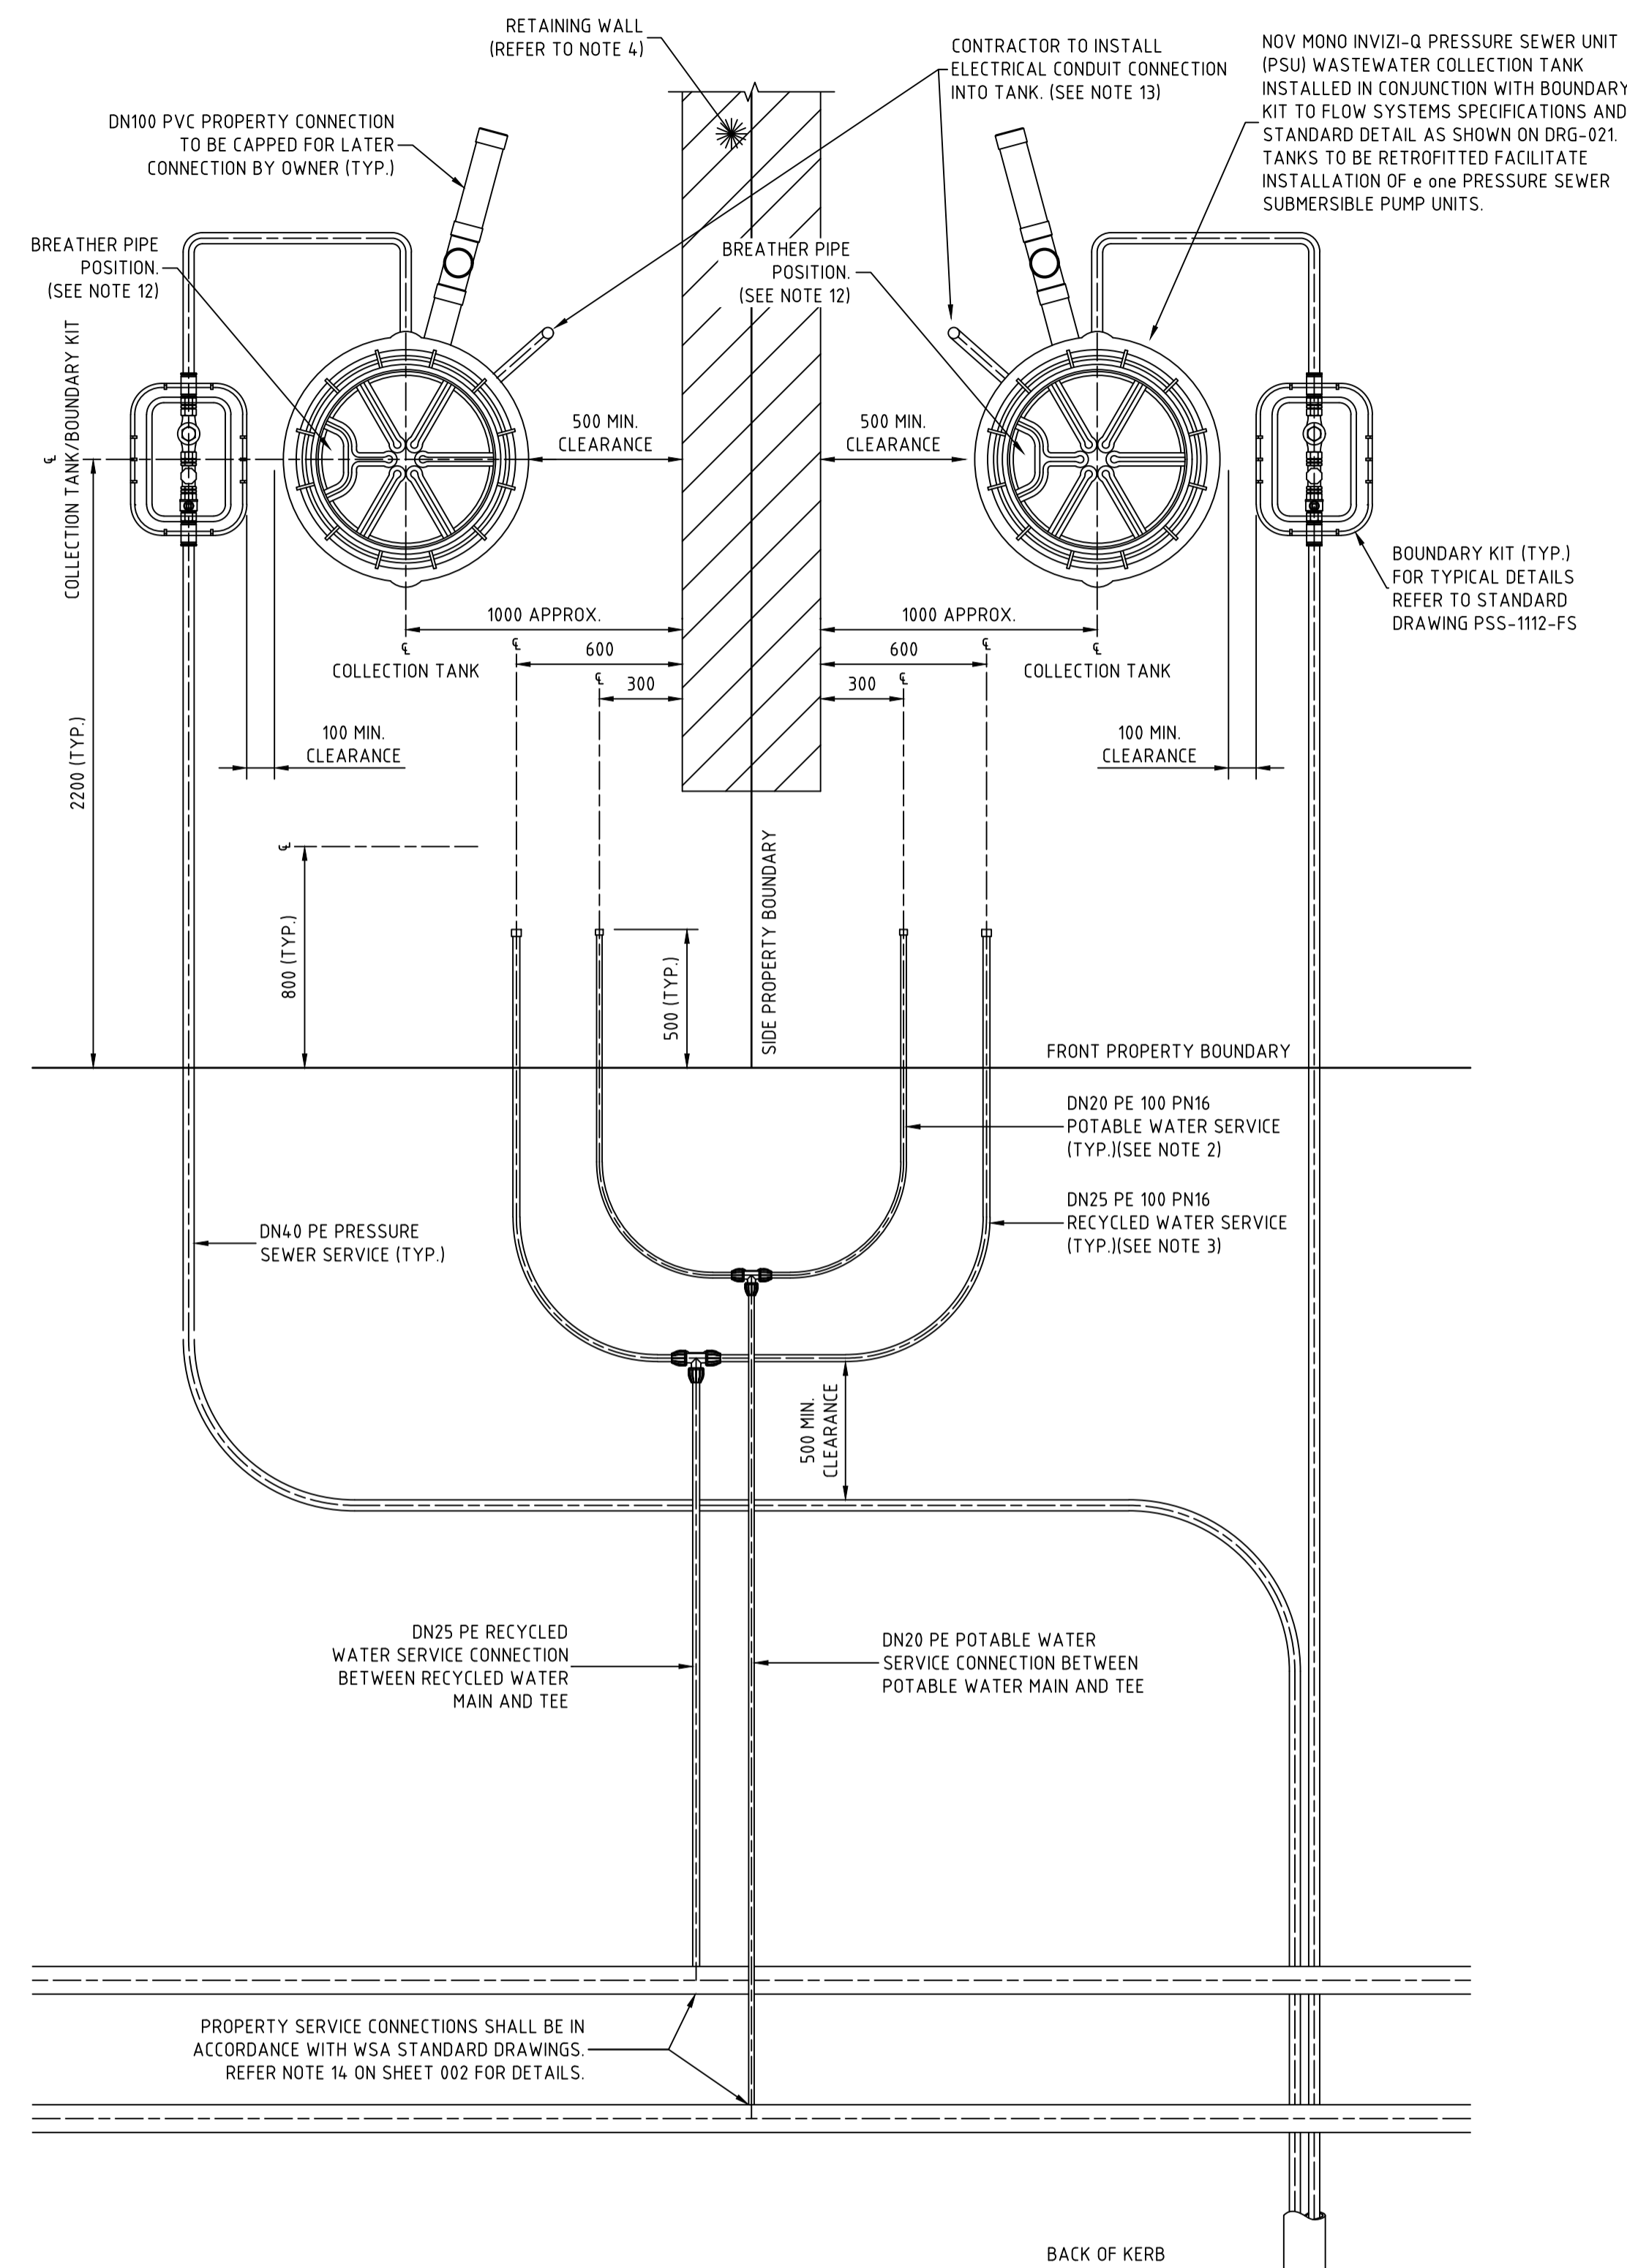 RETAINING WALL
(REFER TO NOTE 4)
CONTRACTOR TO INSTALL
ELECTRICAL CONDUIT CONNECTION
INTO TANK. (SEE NOTE 13)
NOV MONO INVIZI-Q PRESSURE SEWER UNIT
(PSU) WASTEWATER COLLECTION TANK
INSTALLED IN CONJUNCTION WITH BOUNDARY
KIT TO FLOW SYSTEMS SPECIFICATIONS AND
STANDARD DETAIL AS SHOWN ON DRG-021.
TANKS TO BE RETROFITTED FACILITATE
INSTALLATION OF e one PRESSURE SEWER
SUBMERSIBLE PUMP UNITS.
DN100 PVC PROPERTY CONNECTION
TO BE CAPPED FOR LATER
CONNECTION BY OWNER (TYP.)
BREATHER PIPE
POSITION.
(SEE NOTE 12)
BREATHER PIPE
POSITION.
(SEE NOTE 12)
℄
COLLECTION TANK/BOUNDARY KIT
500 MIN.
CLEARANCE
500 MIN.
CLEARANCE
BOUNDARY KIT (TYP.)
FOR TYPICAL DETAILS
REFER TO STANDARD
DRAWING PSS-1112-FS
1000 APPROX.
1000 APPROX.
℄
COLLECTION TANK
℄
600
℄
300
600
℄
300
℄
℄
COLLECTION TANK
100 MIN.
CLEARANCE
100 MIN.
CLEARANCE
2200 (TYP.)
℄
800 (TYP.)
500 (TYP.)
SIDE PROPERTY BOUNDARY
FRONT PROPERTY BOUNDARY
DN20 PE 100 PN16
POTABLE WATER SERVICE
(TYP.)(SEE NOTE 2)
DN25 PE 100 PN16
RECYCLED WATER SERVICE
(TYP.)(SEE NOTE 3)
DN40 PE PRESSURE
SEWER SERVICE (TYP.)
500 MIN.
CLEARANCE
DN25 PE RECYCLED
WATER SERVICE CONNECTION
BETWEEN RECYCLED WATER
MAIN AND TEE
DN20 PE POTABLE WATER
SERVICE CONNECTION BETWEEN
POTABLE WATER MAIN AND TEE
PROPERTY SERVICE CONNECTIONS SHALL BE IN
ACCORDANCE WITH WSA STANDARD DRAWINGS.
REFER NOTE 14 ON SHEET 002 FOR DETAILS.
BACK OF KERB